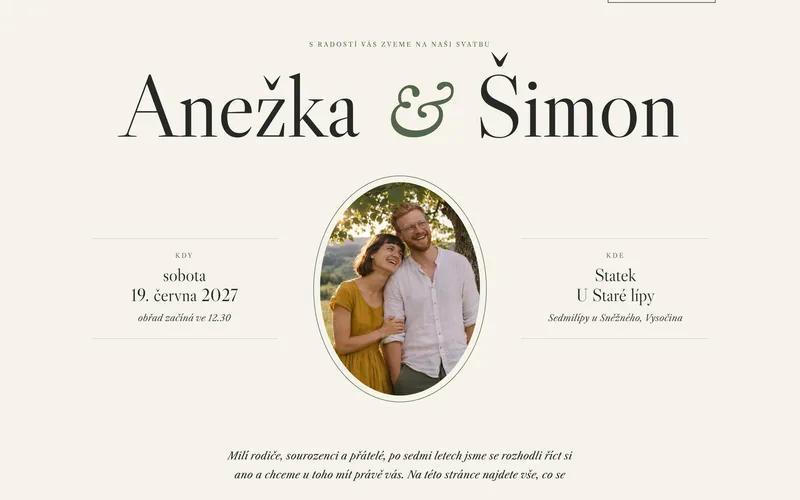 S RADOSTÍ VÁS ZVEME NA NAŠI SVATBU
Anežka & Šimon
KDY
sobota
19. června 2027
obřad začíná ve 12.30
KDE
Statek
U Staré lípy
Sedmilípy u Sněžného, Vysočina
Milí rodiče, sourozenci a přátelé, po sedmi letech jsme se rozhodli říct si
ano a chceme u toho mít právě vás. Na této stránce najdete vše, co se